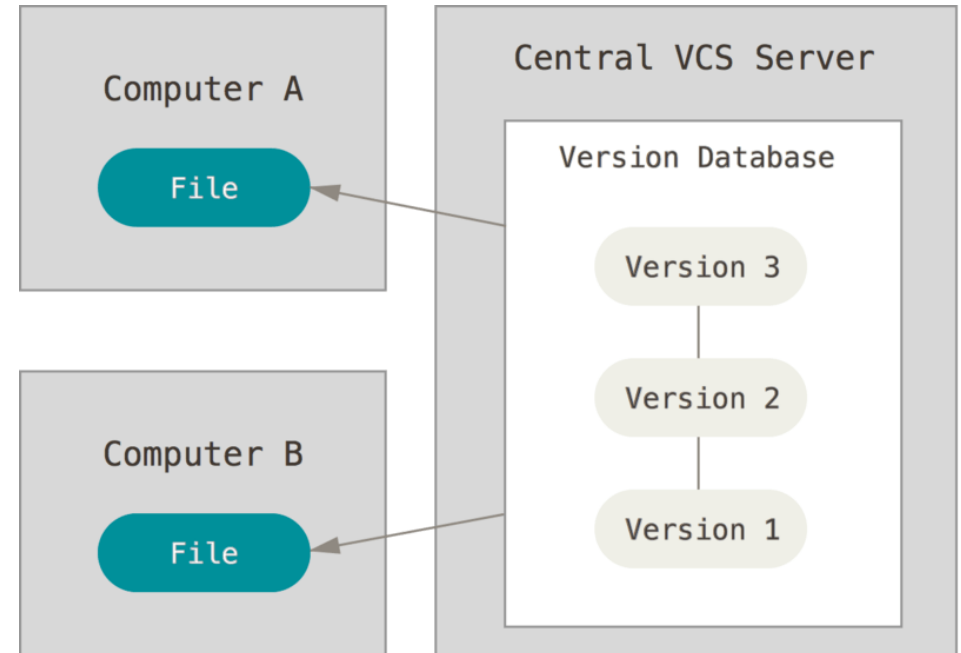 Computer A
File
Computer B
File
Central VCS Server
Version Database
Version 3
Version 2
Version 1